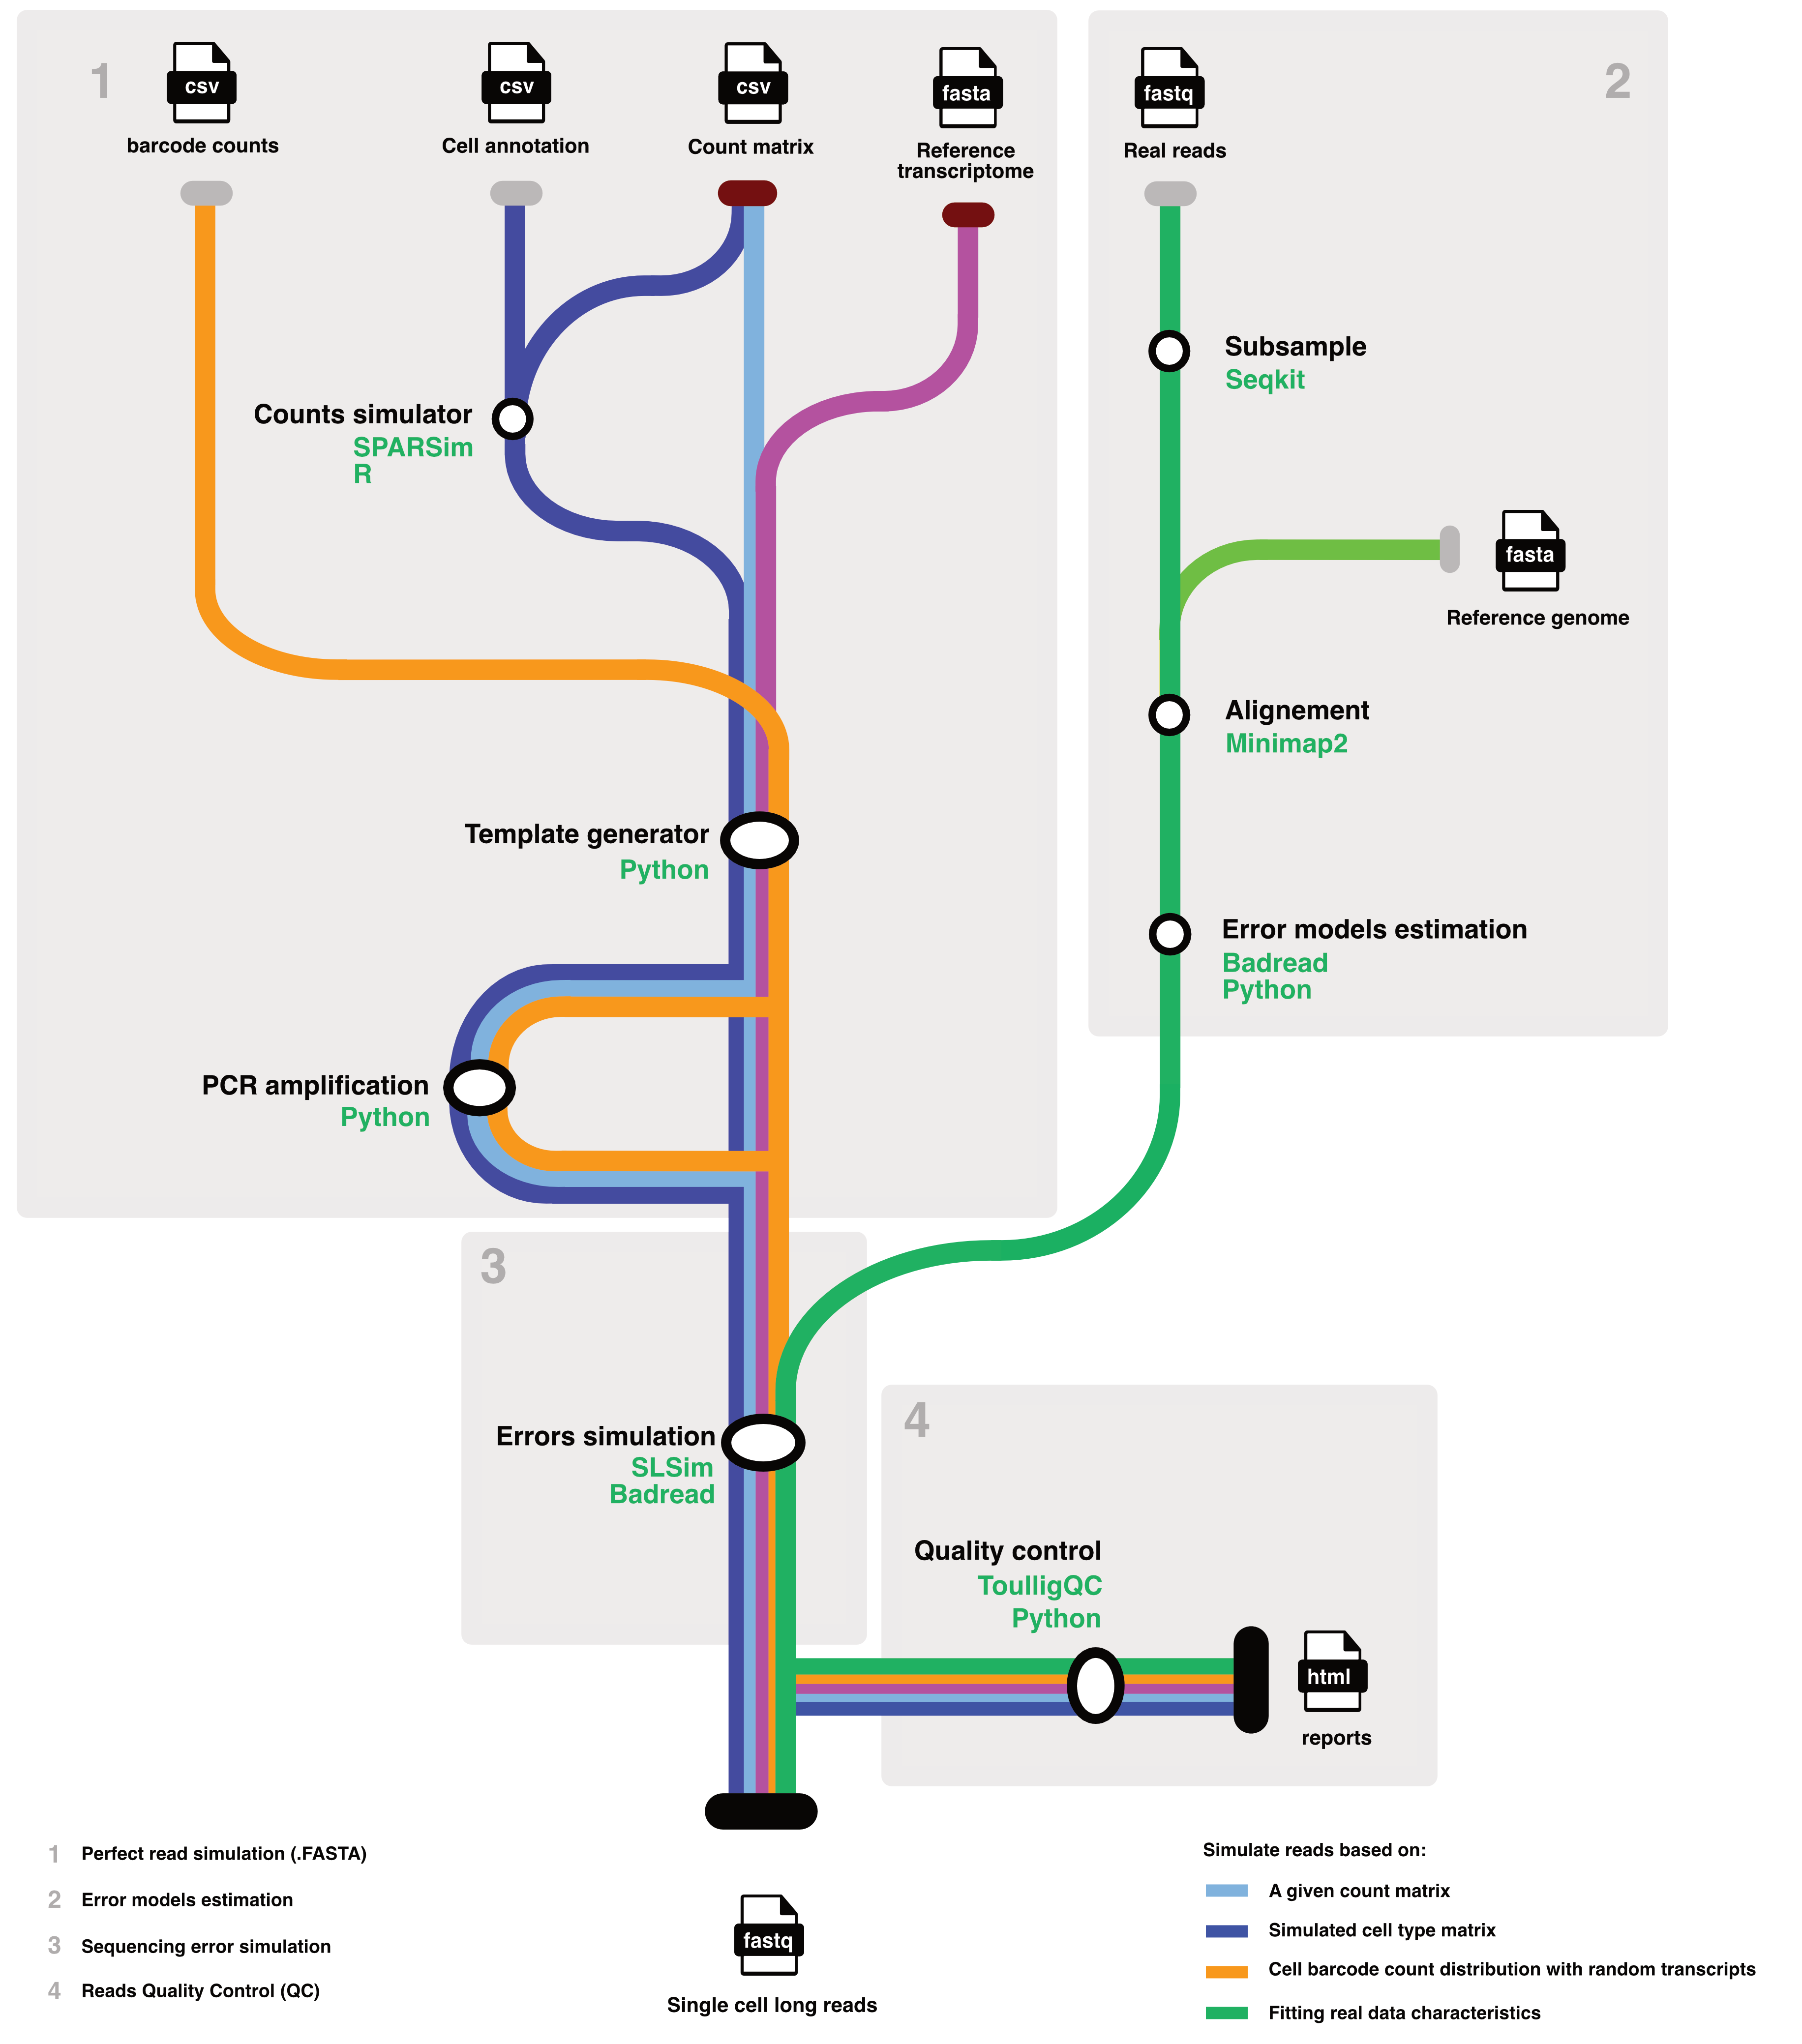 1
csv
barcode counts
csv
Cell annotation
csv
Count matrix
fasta
Reference
transcriptome
Counts simulator
SPARSim
R
Template generator
Python
PCR amplification
Python
2
fastq
Real reads
Subsample
Seqkit
fasta
Reference genome
Alignement
Minimap2
Error models estimation
Badread
Python
3
Errors simulation
SLSim
Badread
4
Quality control
ToulligQC
Python
html
reports
fastq
Single cell long reads
1 Perfect read simulation (.FASTA)
2 Error models estimation
3 Sequencing error simulation
4 Reads Quality Control (QC)
Simulate reads based on:
A given count matrix
Simulated cell type matrix
Cell barcode count distribution with random transcripts
Fitting real data characteristics